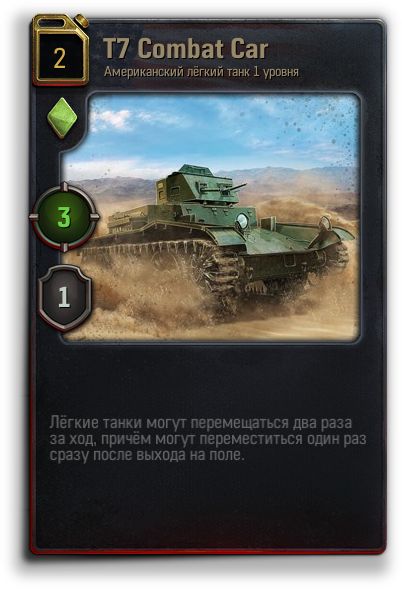 2
T7 Combat Car
Американский лёгкий танк 1 уровня
3
1
Лёгкие танки могут перемещаться два раза
за ход, причём могут переместиться один раз
сразу после выхода на поле.